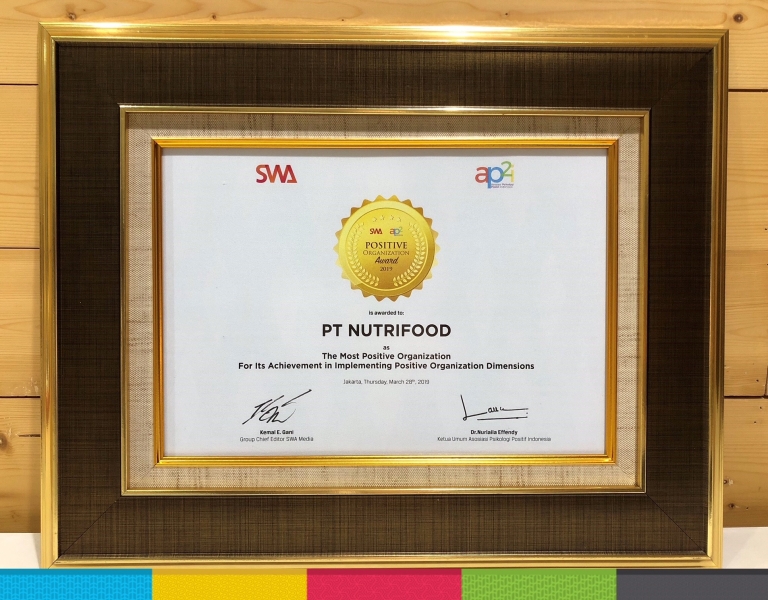 SWA
ap2i
SWA ap2i
POSITIVE
ORGANIZATION
Award
2019
is awarded to:
PT NUTRIFOOD
as
The Most Positive Organization
For Its Achievement in Implementing Positive Organization Dimensions
Jakarta, Thursday, March 28th, 2019
Kemal E. Gani
Group Chief Editor SWA Media
Dr.Nurlaila Effendy
Ketua Umum Asosiasi Psikologi Positif Indonesia